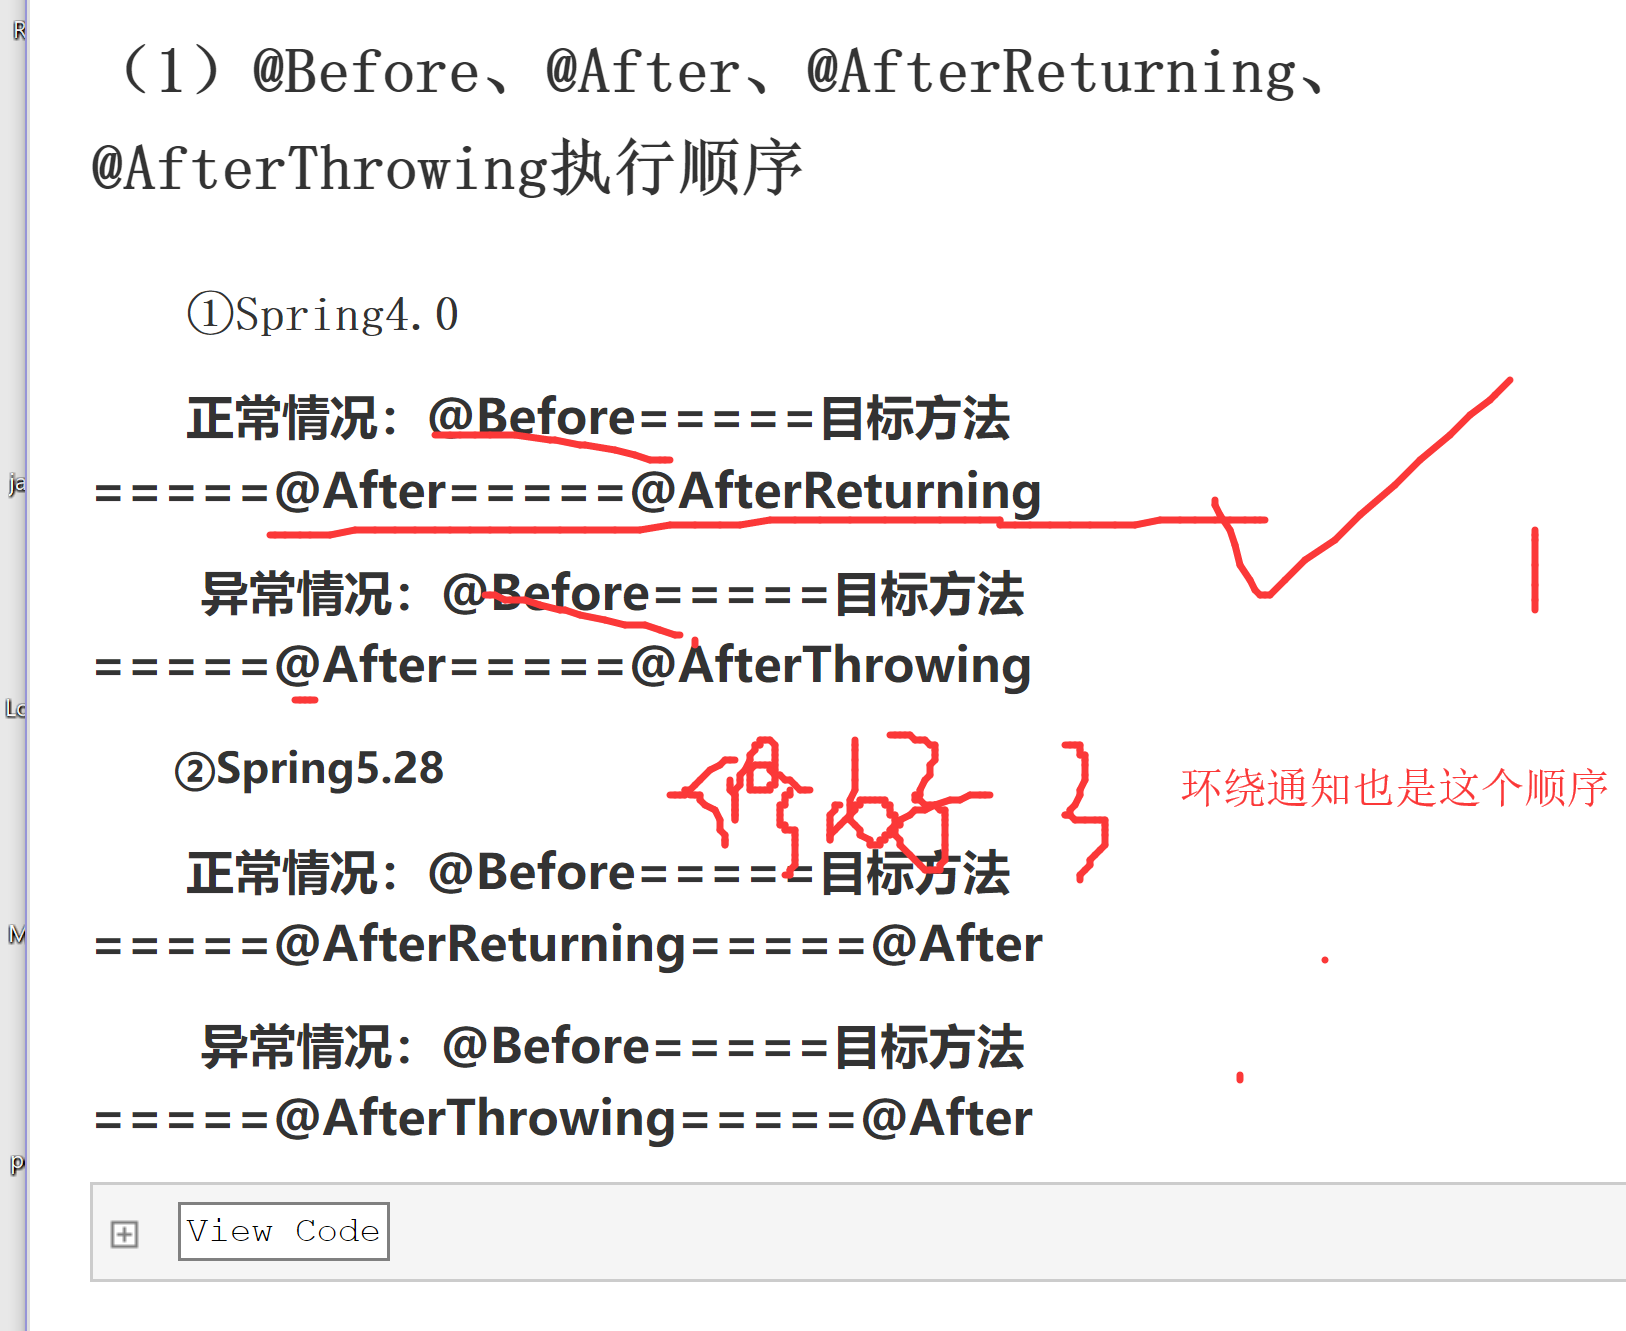 （1）@Before、@After、@AfterReturning、
@AfterThrowing执行顺序
①Spring4.0
正常情况：@Before=====目标方法
=====@After=====@AfterReturning
异常情况：@Before=====目标方法
=====@After=====@AfterThrowing
②Spring5.28
环绕通知也是这个顺序
正常情况：@Before=====目标方法
=====@AfterReturning=====@After
异常情况：@Before=====目标方法
=====@AfterThrowing=====@After
View Code